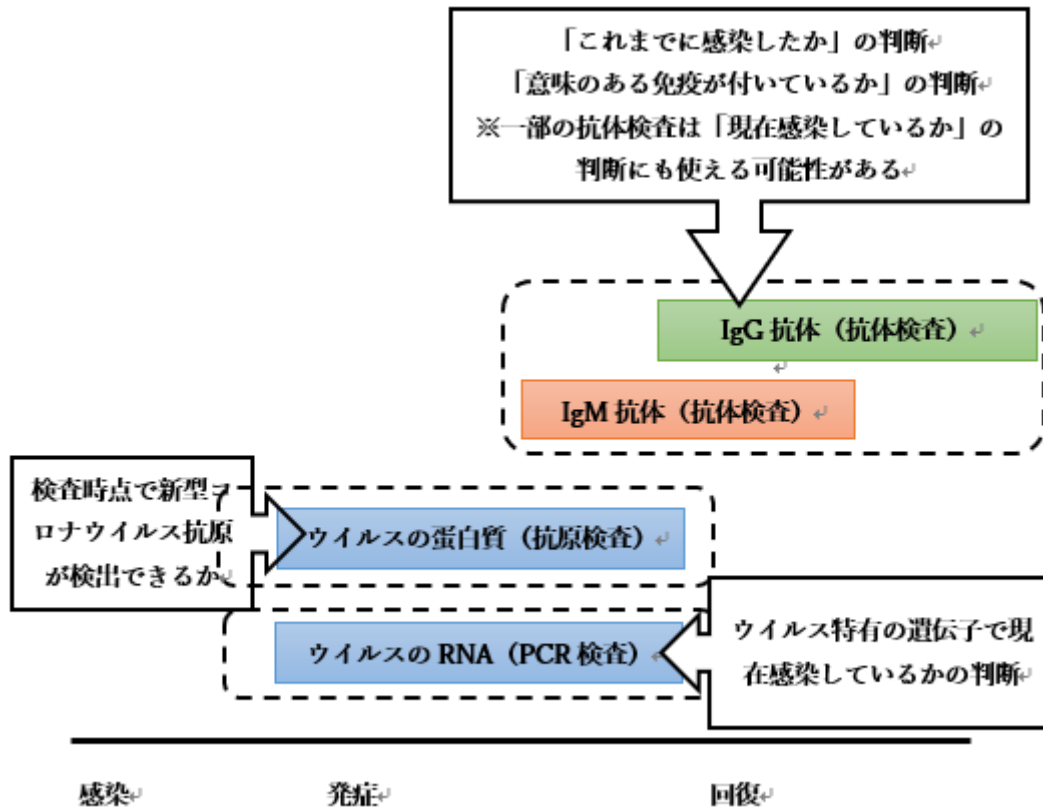 「これまでに感染したか」の判断↵
「意味のある免疫が付いているか」の判断↵
※一部の抗体検査は「現在感染しているか」の
判断にも使える可能性がある↵
IgG 抗体（抗体検査）↵
↵
IgM 抗体（抗体検査）↵
検査時点で新型コ
ロナウイルス抗原
が検出できるか↵
ウイルスの蛋白質（抗原検査）↵
ウイルスの RNA（PCR 検査）↵
ウイルス特有の遺伝子で現
在感染しているかの判断↵
感染↵ 発症↵ 回復↵